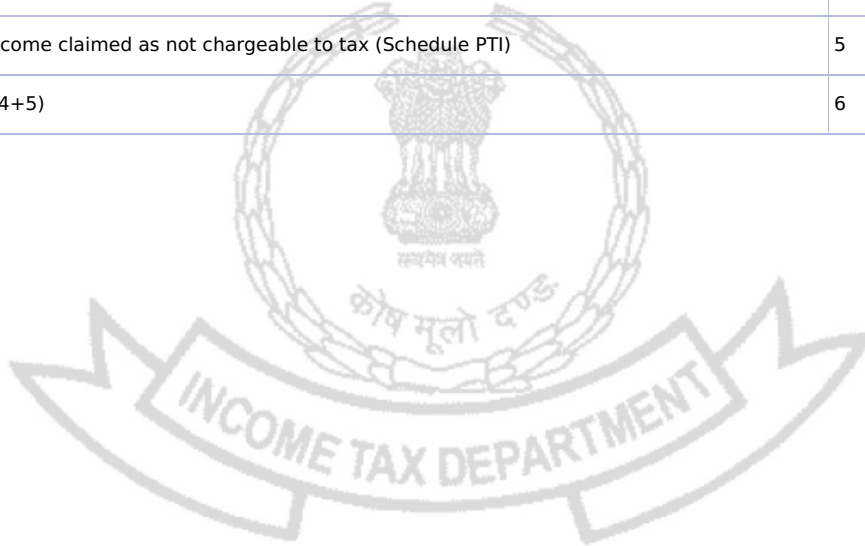 come claimed as not chargeable to tax (Schedule PTI) 5
4+5) 6
सत्यमेव जयते
कोष मूलो दण्डः
INCOME TAX DEPARTMENT